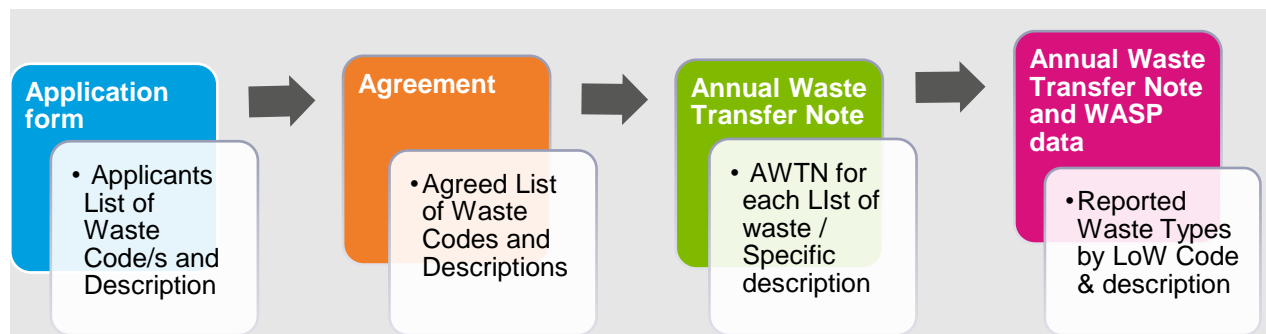 Application
form
• Applicants
List of
Waste
Code/s and
Description
Agreement
•Agreed List
of Waste
Codes and
Descriptions
Annual Waste
Transfer Note
• AWTN for
each LIst of
waste /
Specific
description
Annual Waste
Transfer Note
and WASP
data
•Reported
Waste Types
by LoW Code
& description